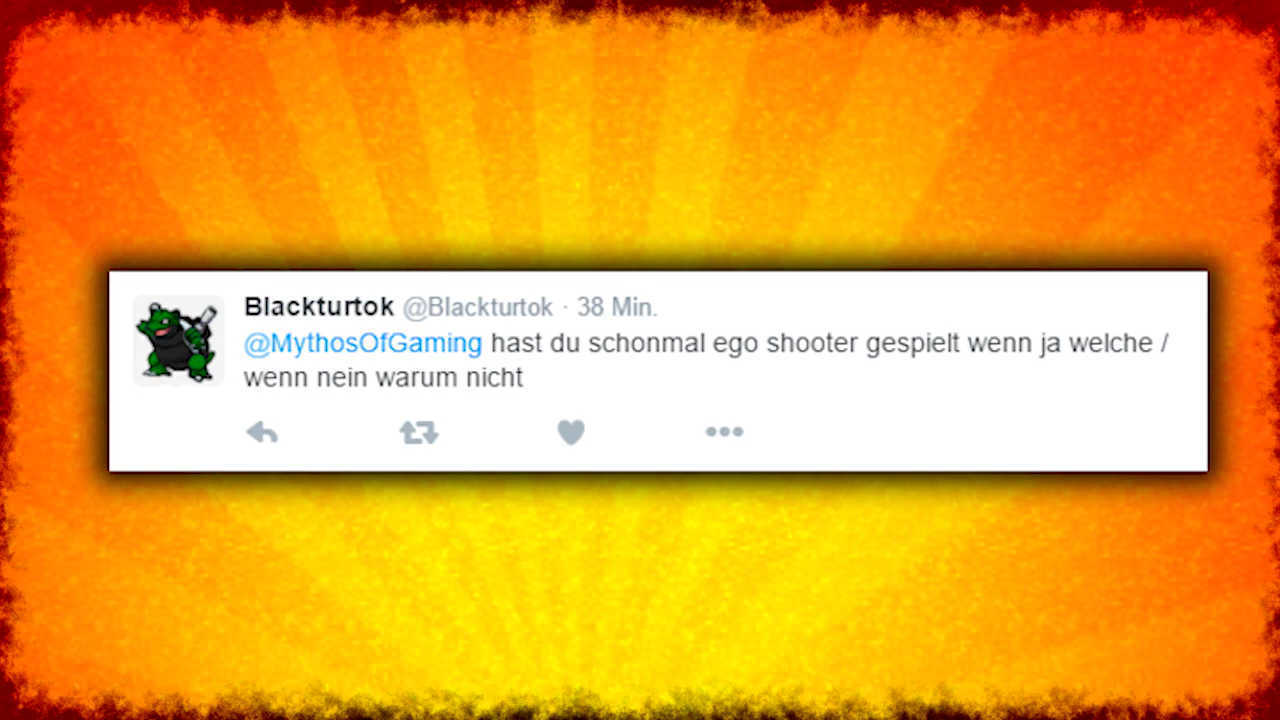 Blackturtok @Blackturtok · 38 Min.
@MythosOfGaming hast du schonmal ego shooter gespielt wenn ja welche /
wenn nein warum nicht